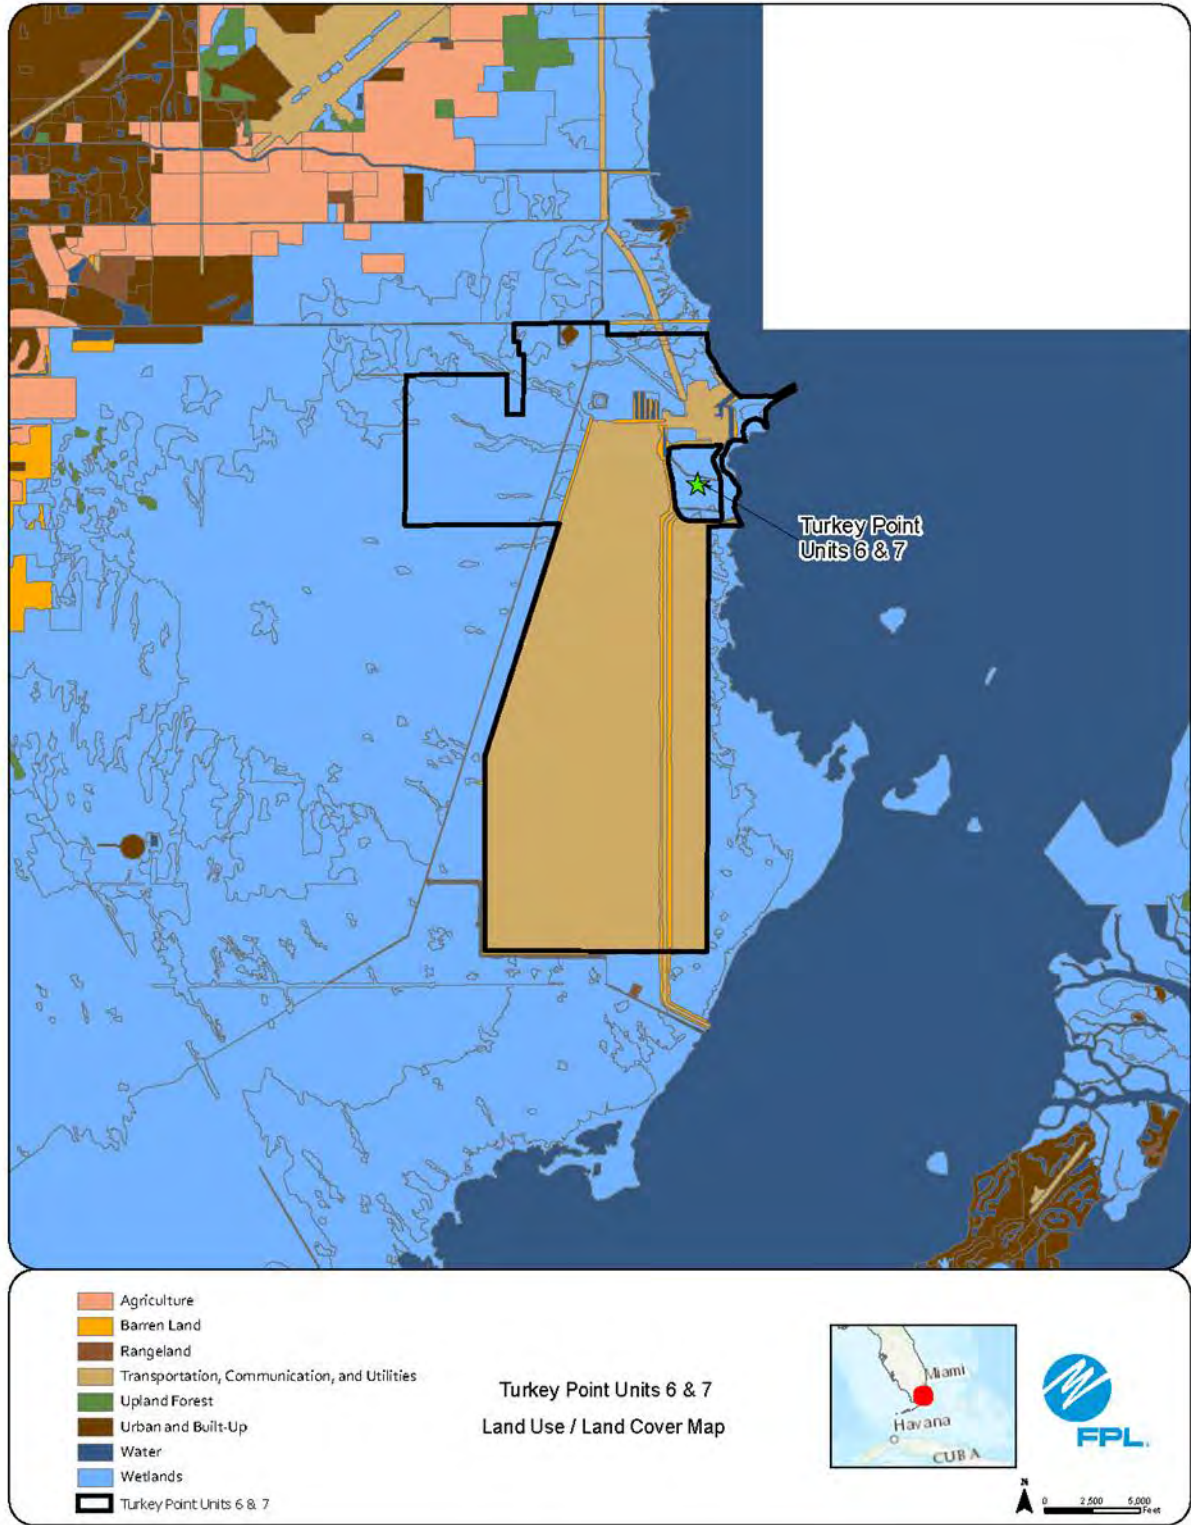 Turkey Point
Units 6 & 7
Agriculture
Barren Land
Rangeland
Transportation, Communication, and Utilities
Upland Forest
Urban and Built-Up
Water
Wetlands
Turkey Point Units 6 & 7
Turkey Point Units 6 & 7
Land Use / Land Cover Map
Miami
Havana
CUBA
FPL.
N
0 2,500 5,000
Feet